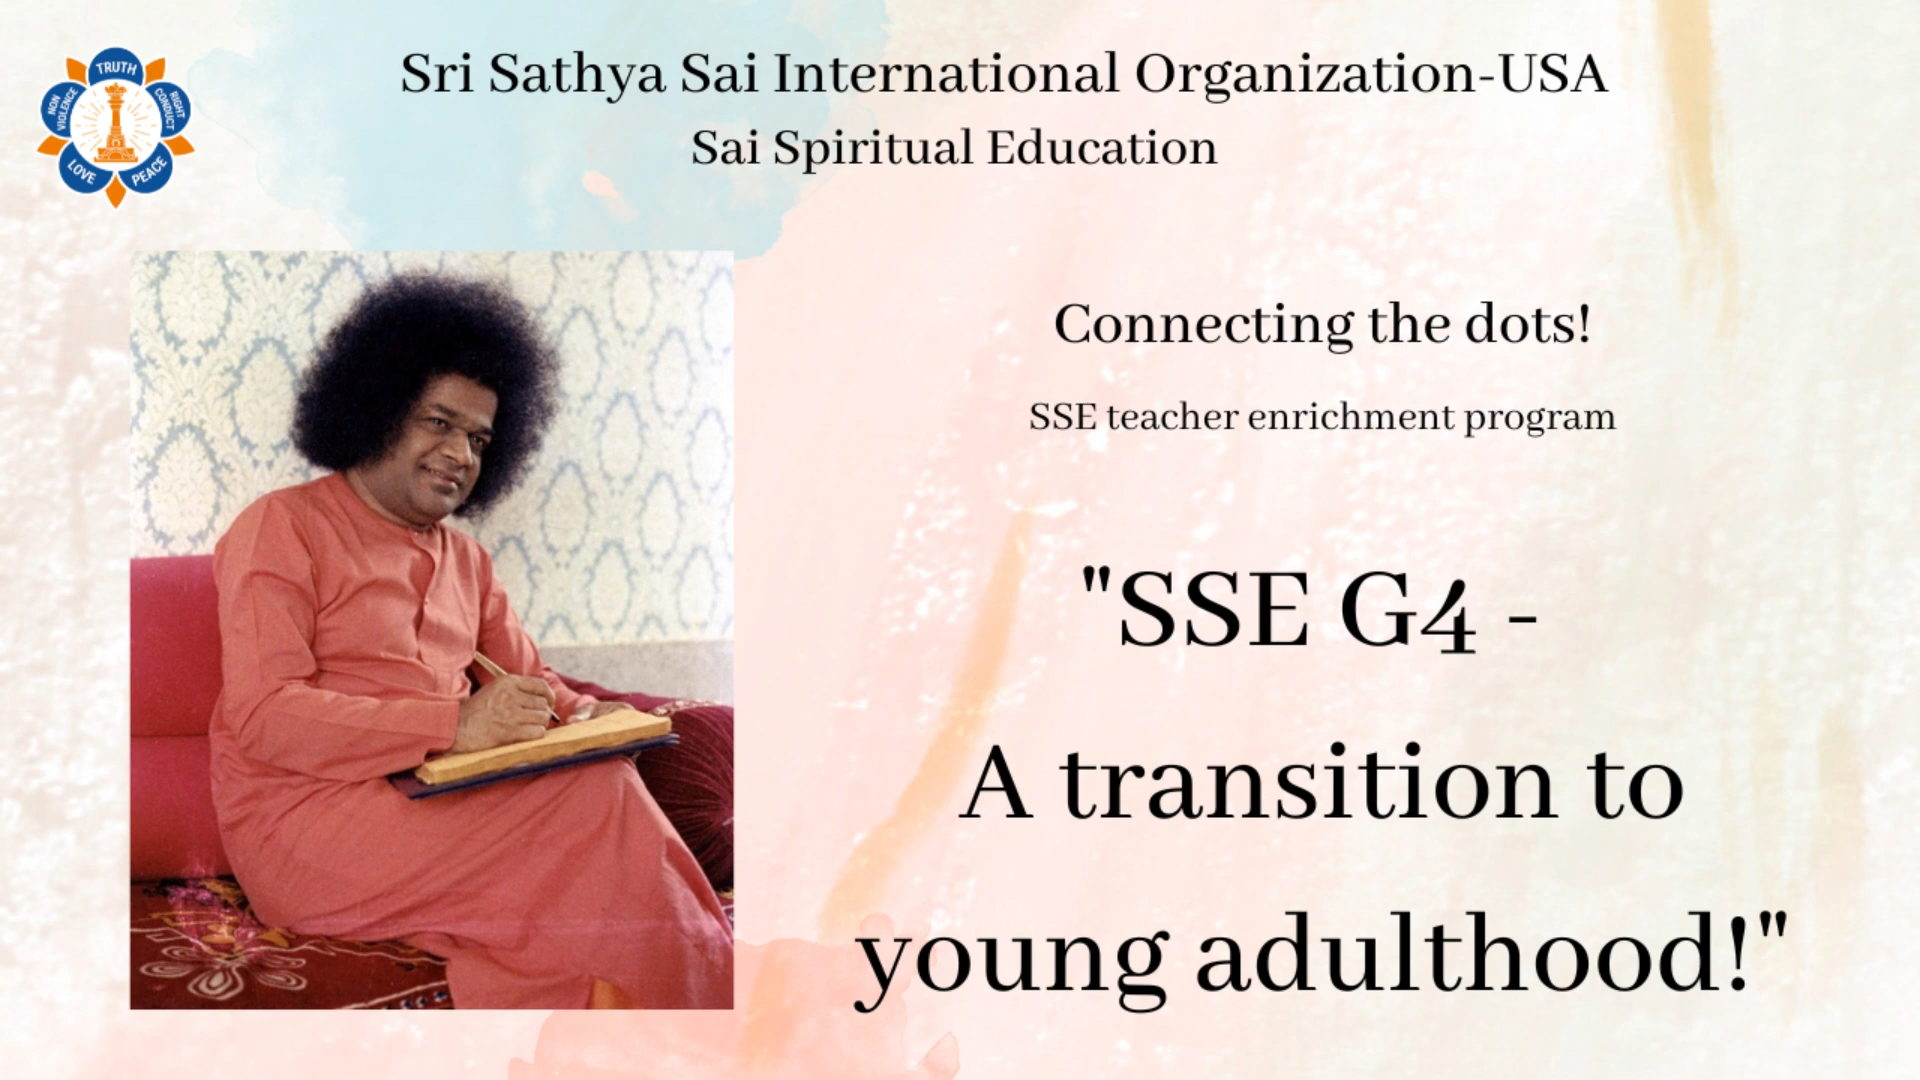 TRUTH
RIGHT
CONDUCT
PEACE
LOVE
NON
VIOLENCE
Sri Sathya Sai International Organization-USA
Sai Spiritual Education
Connecting the dots!
SSE teacher enrichment program
"SSE G4 -
A transition to
young adulthood!"